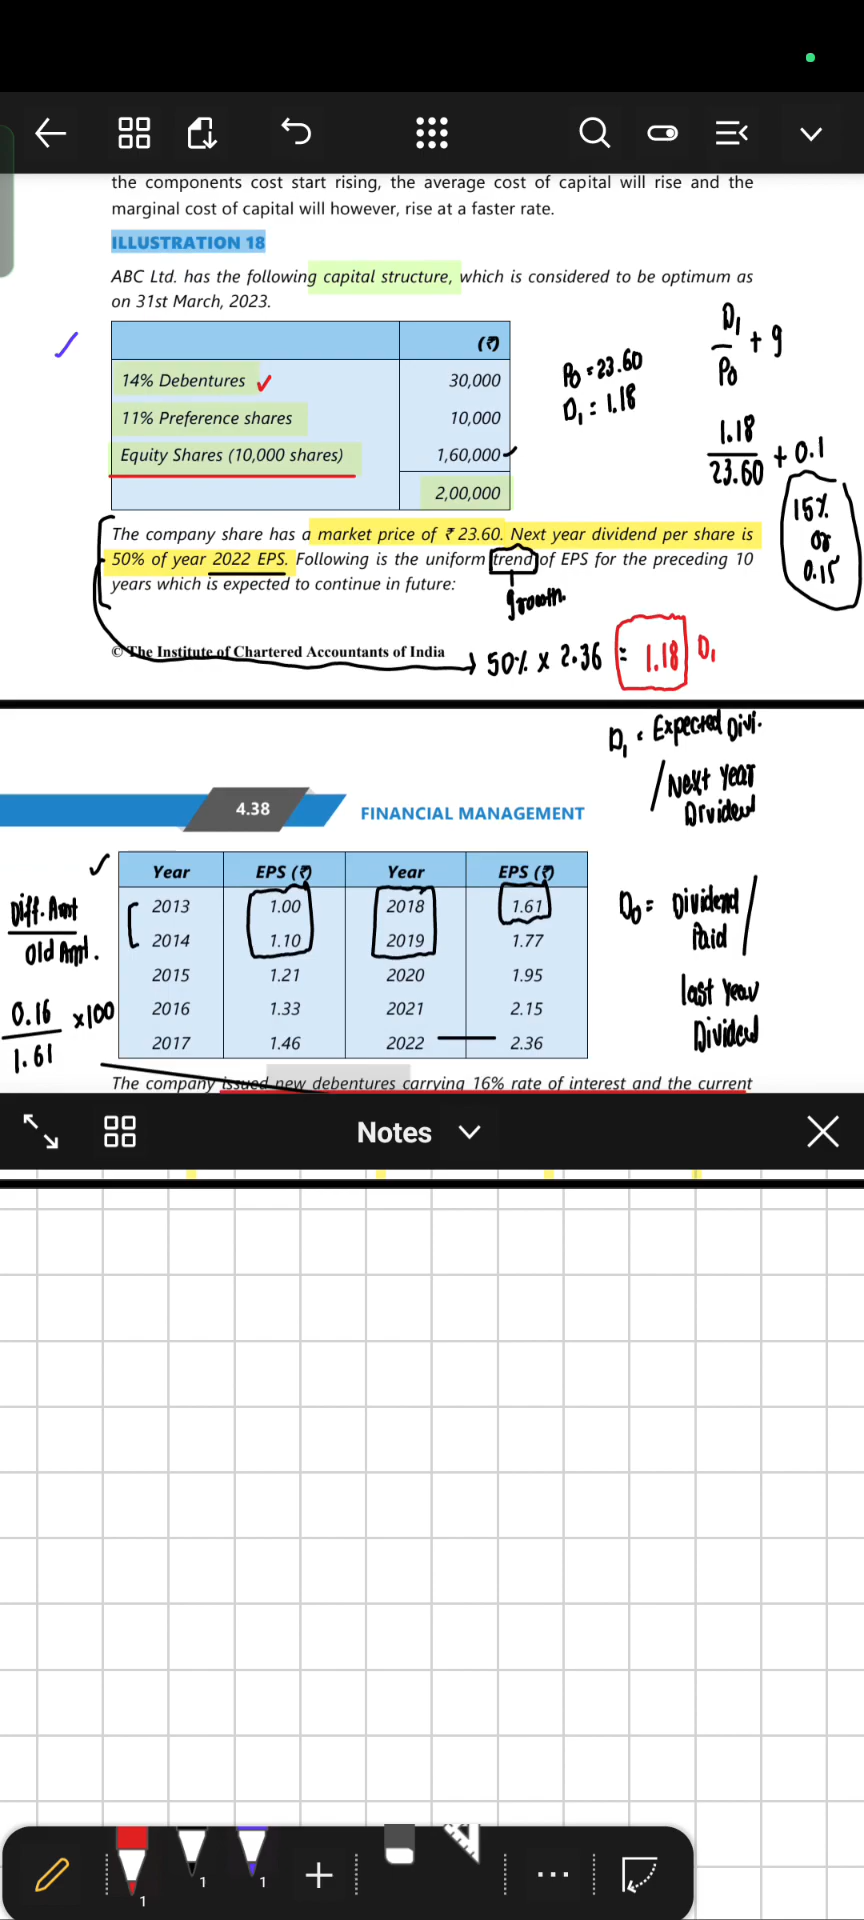 the components cost start rising, the average cost of capital will rise and the
marginal cost of capital will however, rise at a faster rate.
ILLUSTRATION 18
ABC Ltd. has the following capital structure, which is considered to be optimum as
on 31st March, 2023.
(₹)
14% Debentures 30,000
11% Preference shares 10,000
Equity Shares (10,000 shares) 1,60,000
2,00,000
P0 = 23.60
D1 = 1.18
D1
P0
+ g
1.18
23.60
+ 0.1
15%
or
0.15
The company share has a market price of ₹ 23.60. Next year dividend per share is
50% of year 2022 EPS. Following is the uniform trend of EPS for the preceding 10
years which is expected to continue in future:
growth.
© The Institute of Chartered Accountants of India
50% x 2.36 = 1.18 D1
D1 = Expected Divi.
/ Next Year
Dividend
4.38 FINANCIAL MANAGEMENT
Year EPS (₹) Year EPS (₹)
2013 1.00 2018 1.61
2014 1.10 2019 1.77
2015 1.21 2020 1.95
2016 1.33 2021 2.15
2017 1.46 2022 2.36
Diff. Amt
Old Amt.
0.16
1.61
x100
D0 = Dividend /
Paid
last Year
Dividend
The company issued new debentures carrying 16% rate of interest and the current
Notes
1
1
1